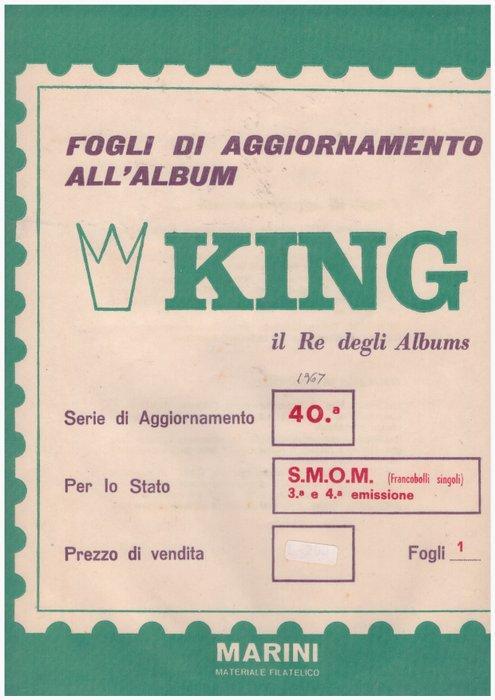 FOGLI DI AGGIORNAMENTO
ALL'ALBUM
KING
il Re degli Albums
1967
Serie di Aggiornamento 40.ª
Per lo Stato S.M.O.M. (Francobolli singoli)
3.ª e 4.ª emissione
Prezzo di vendita Fogli 1
MARINI
MATERIALE FILATELICO